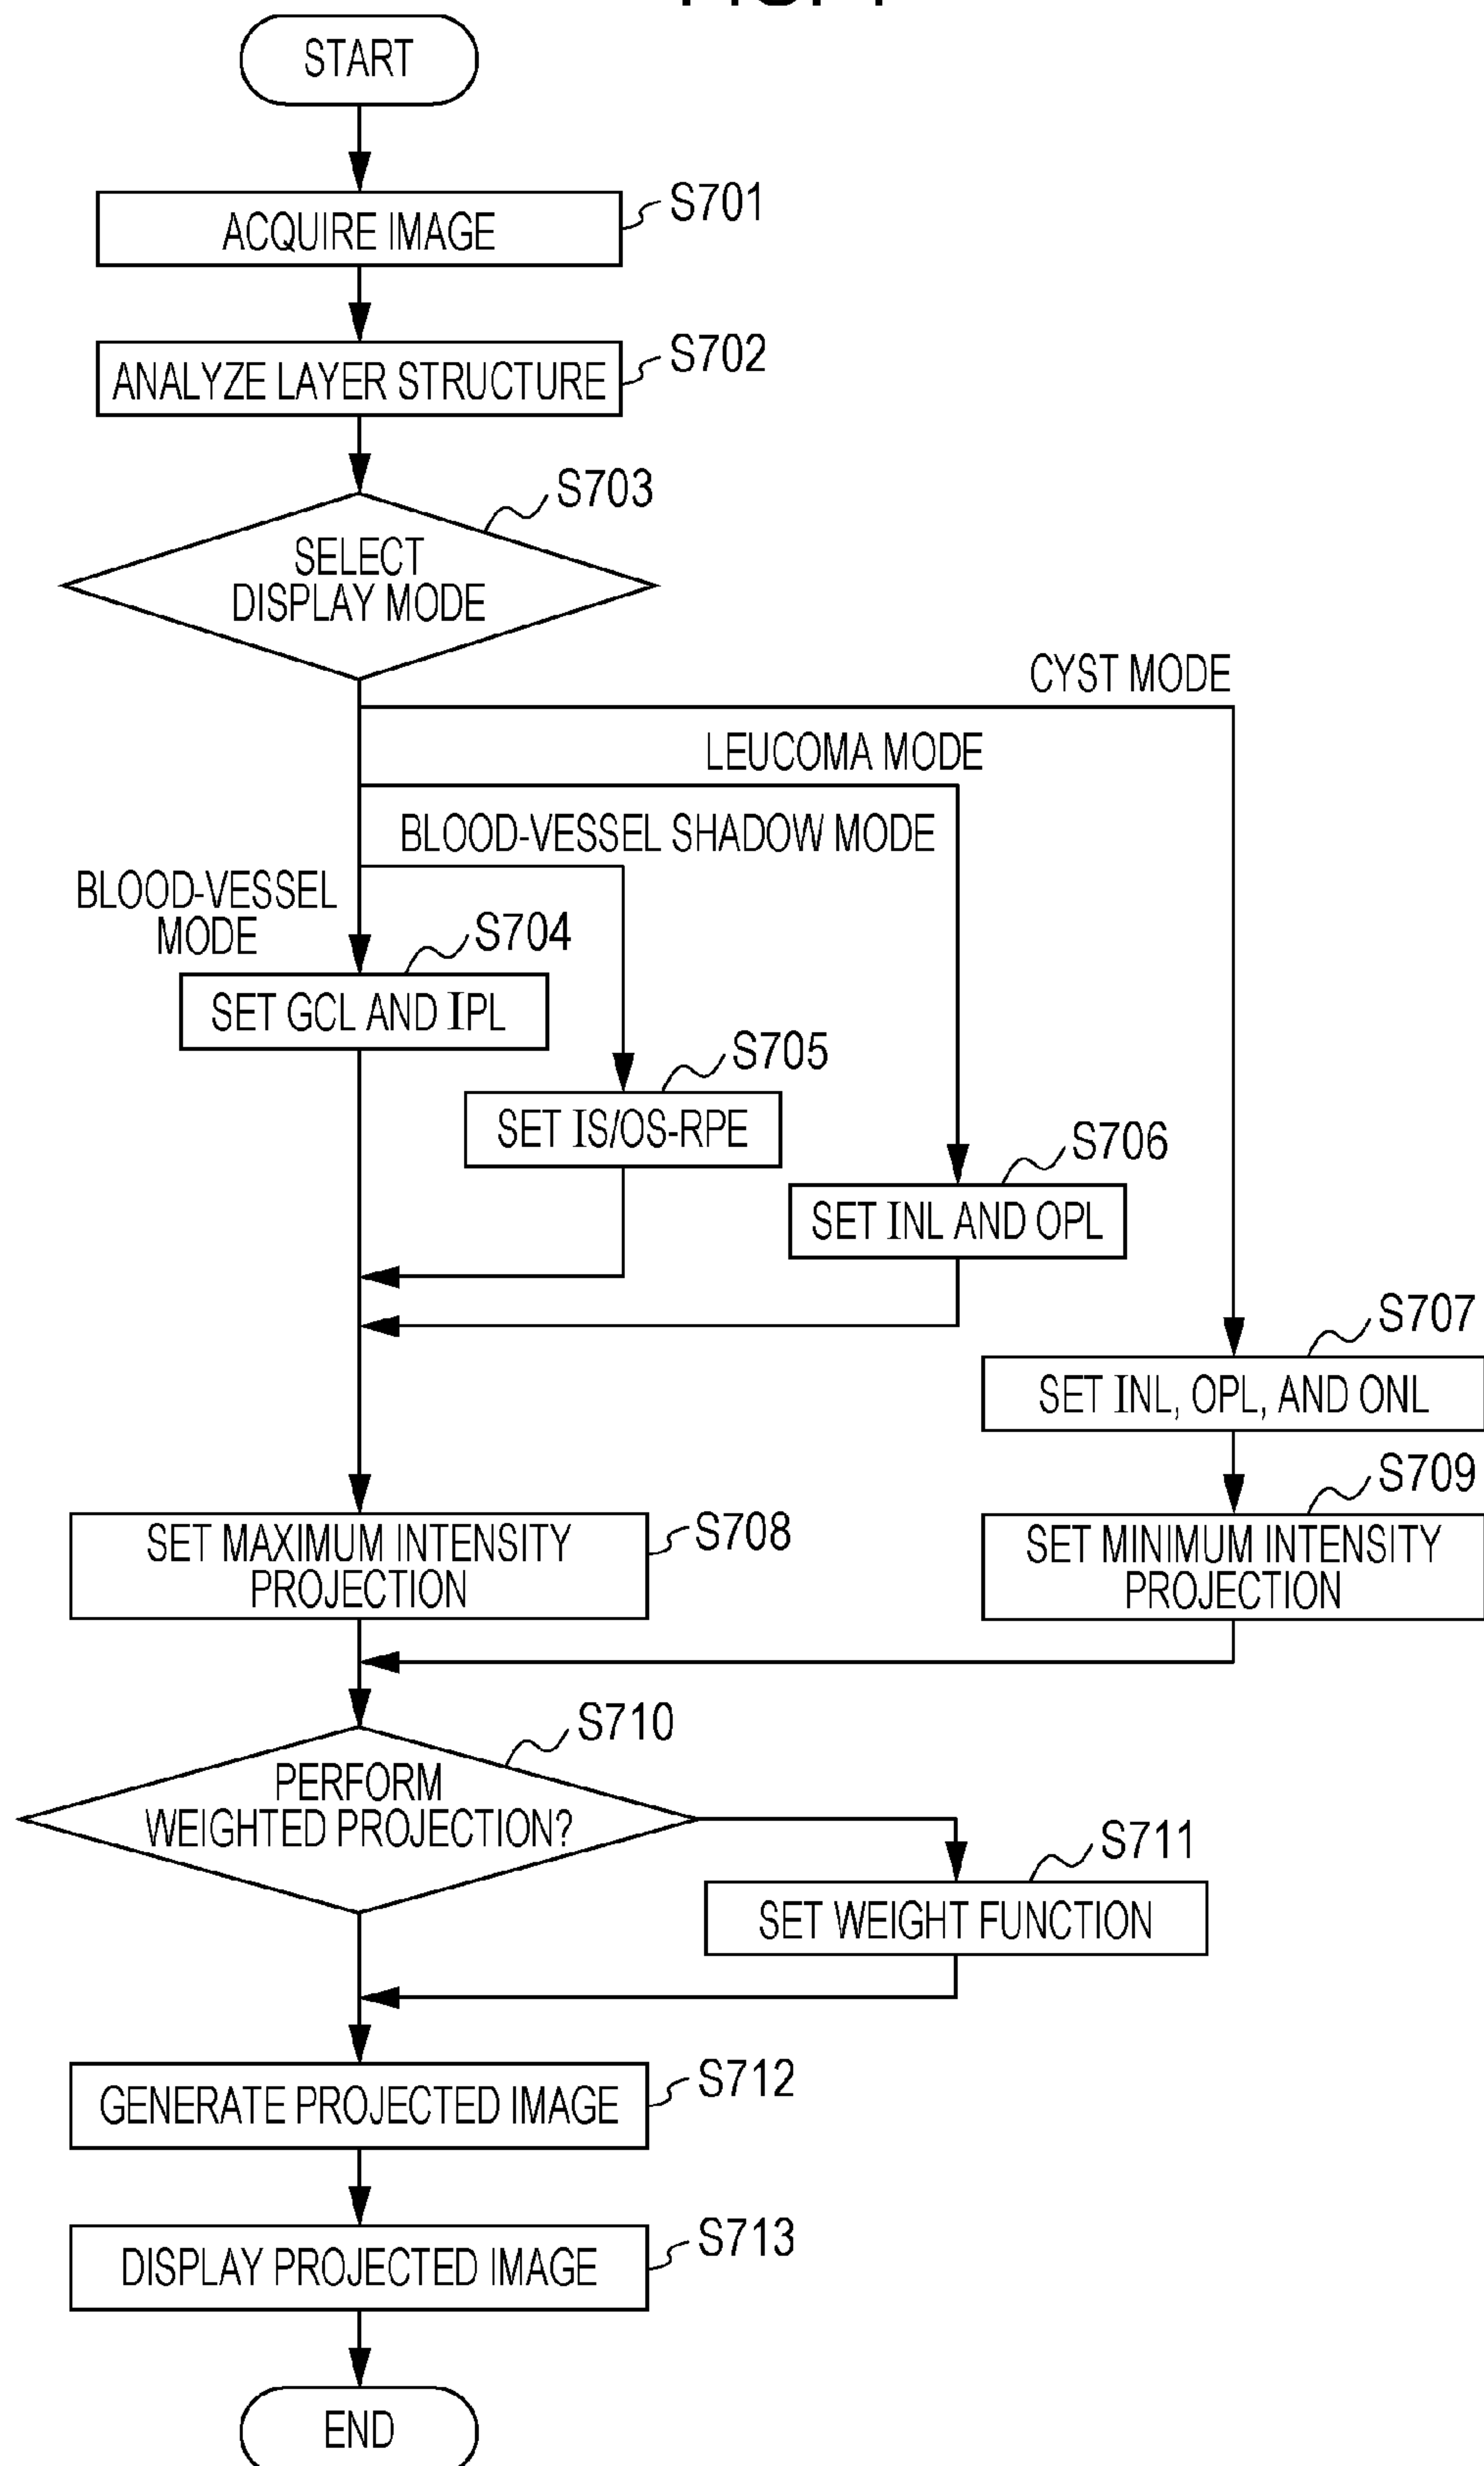 START
S701
ACQUIRE IMAGE
S702
ANALYZE LAYER STRUCTURE
S703
SELECT
DISPLAY MODE
CYST MODE
LEUCOMA MODE
BLOOD-VESSEL SHADOW MODE
BLOOD-VESSEL
MODE
S704
SET GCL AND IPL
S705
SET IS/OS-RPE
S706
SET INL AND OPL
S707
SET INL, OPL, AND ONL
S708
SET MAXIMUM INTENSITY
PROJECTION
S709
SET MINIMUM INTENSITY
PROJECTION
S710
PERFORM
WEIGHTED PROJECTION?
S711
SET WEIGHT FUNCTION
S712
GENERATE PROJECTED IMAGE
S713
DISPLAY PROJECTED IMAGE
END